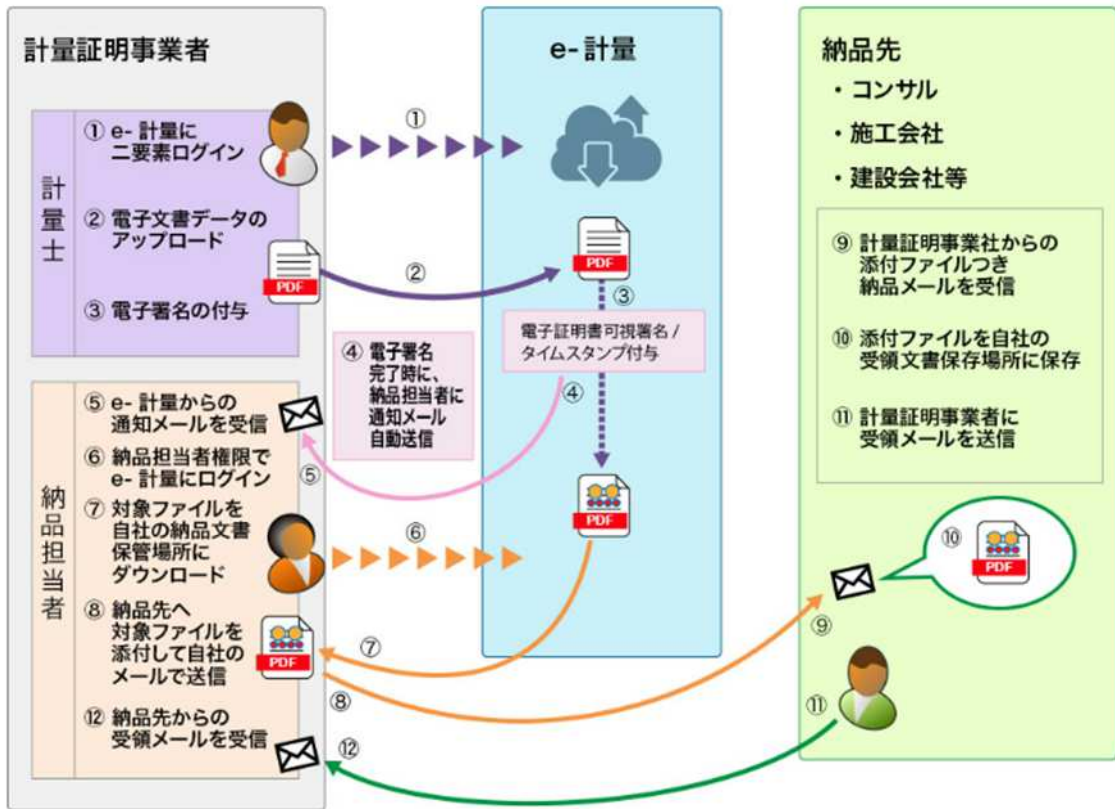 計量証明事業者
計量士
① e- 計量に
二要素ログイン
② 電子文書データの
アップロード
PDF
③ 電子署名の付与
納品担当者
⑤ e- 計量からの
通知メールを受信
⑥ 納品担当者権限で
e- 計量にログイン
⑦ 対象ファイルを
自社の納品文書
保管場所に
ダウンロード
⑧ 納品先へ
対象ファイルを
添付して自社の
メールで送信
PDF
⑫ 納品先からの
受領メールを受信
①
②
④ 電子署名
完了時に、
納品担当者に
通知メール
自動送信
⑤
⑥
⑦
⑧
⑫
e- 計量
PDF
③
電子証明書可視署名 /
タイムスタンプ付与
④
PDF
納品先
・コンサル
・施工会社
・建設会社等
⑨ 計量証明事業社からの
添付ファイルつき
納品メールを受信
⑩ 添付ファイルを自社の
受領文書保存場所に保存
⑪ 計量証明事業者に
受領メールを送信
⑩
PDF
⑨
⑪